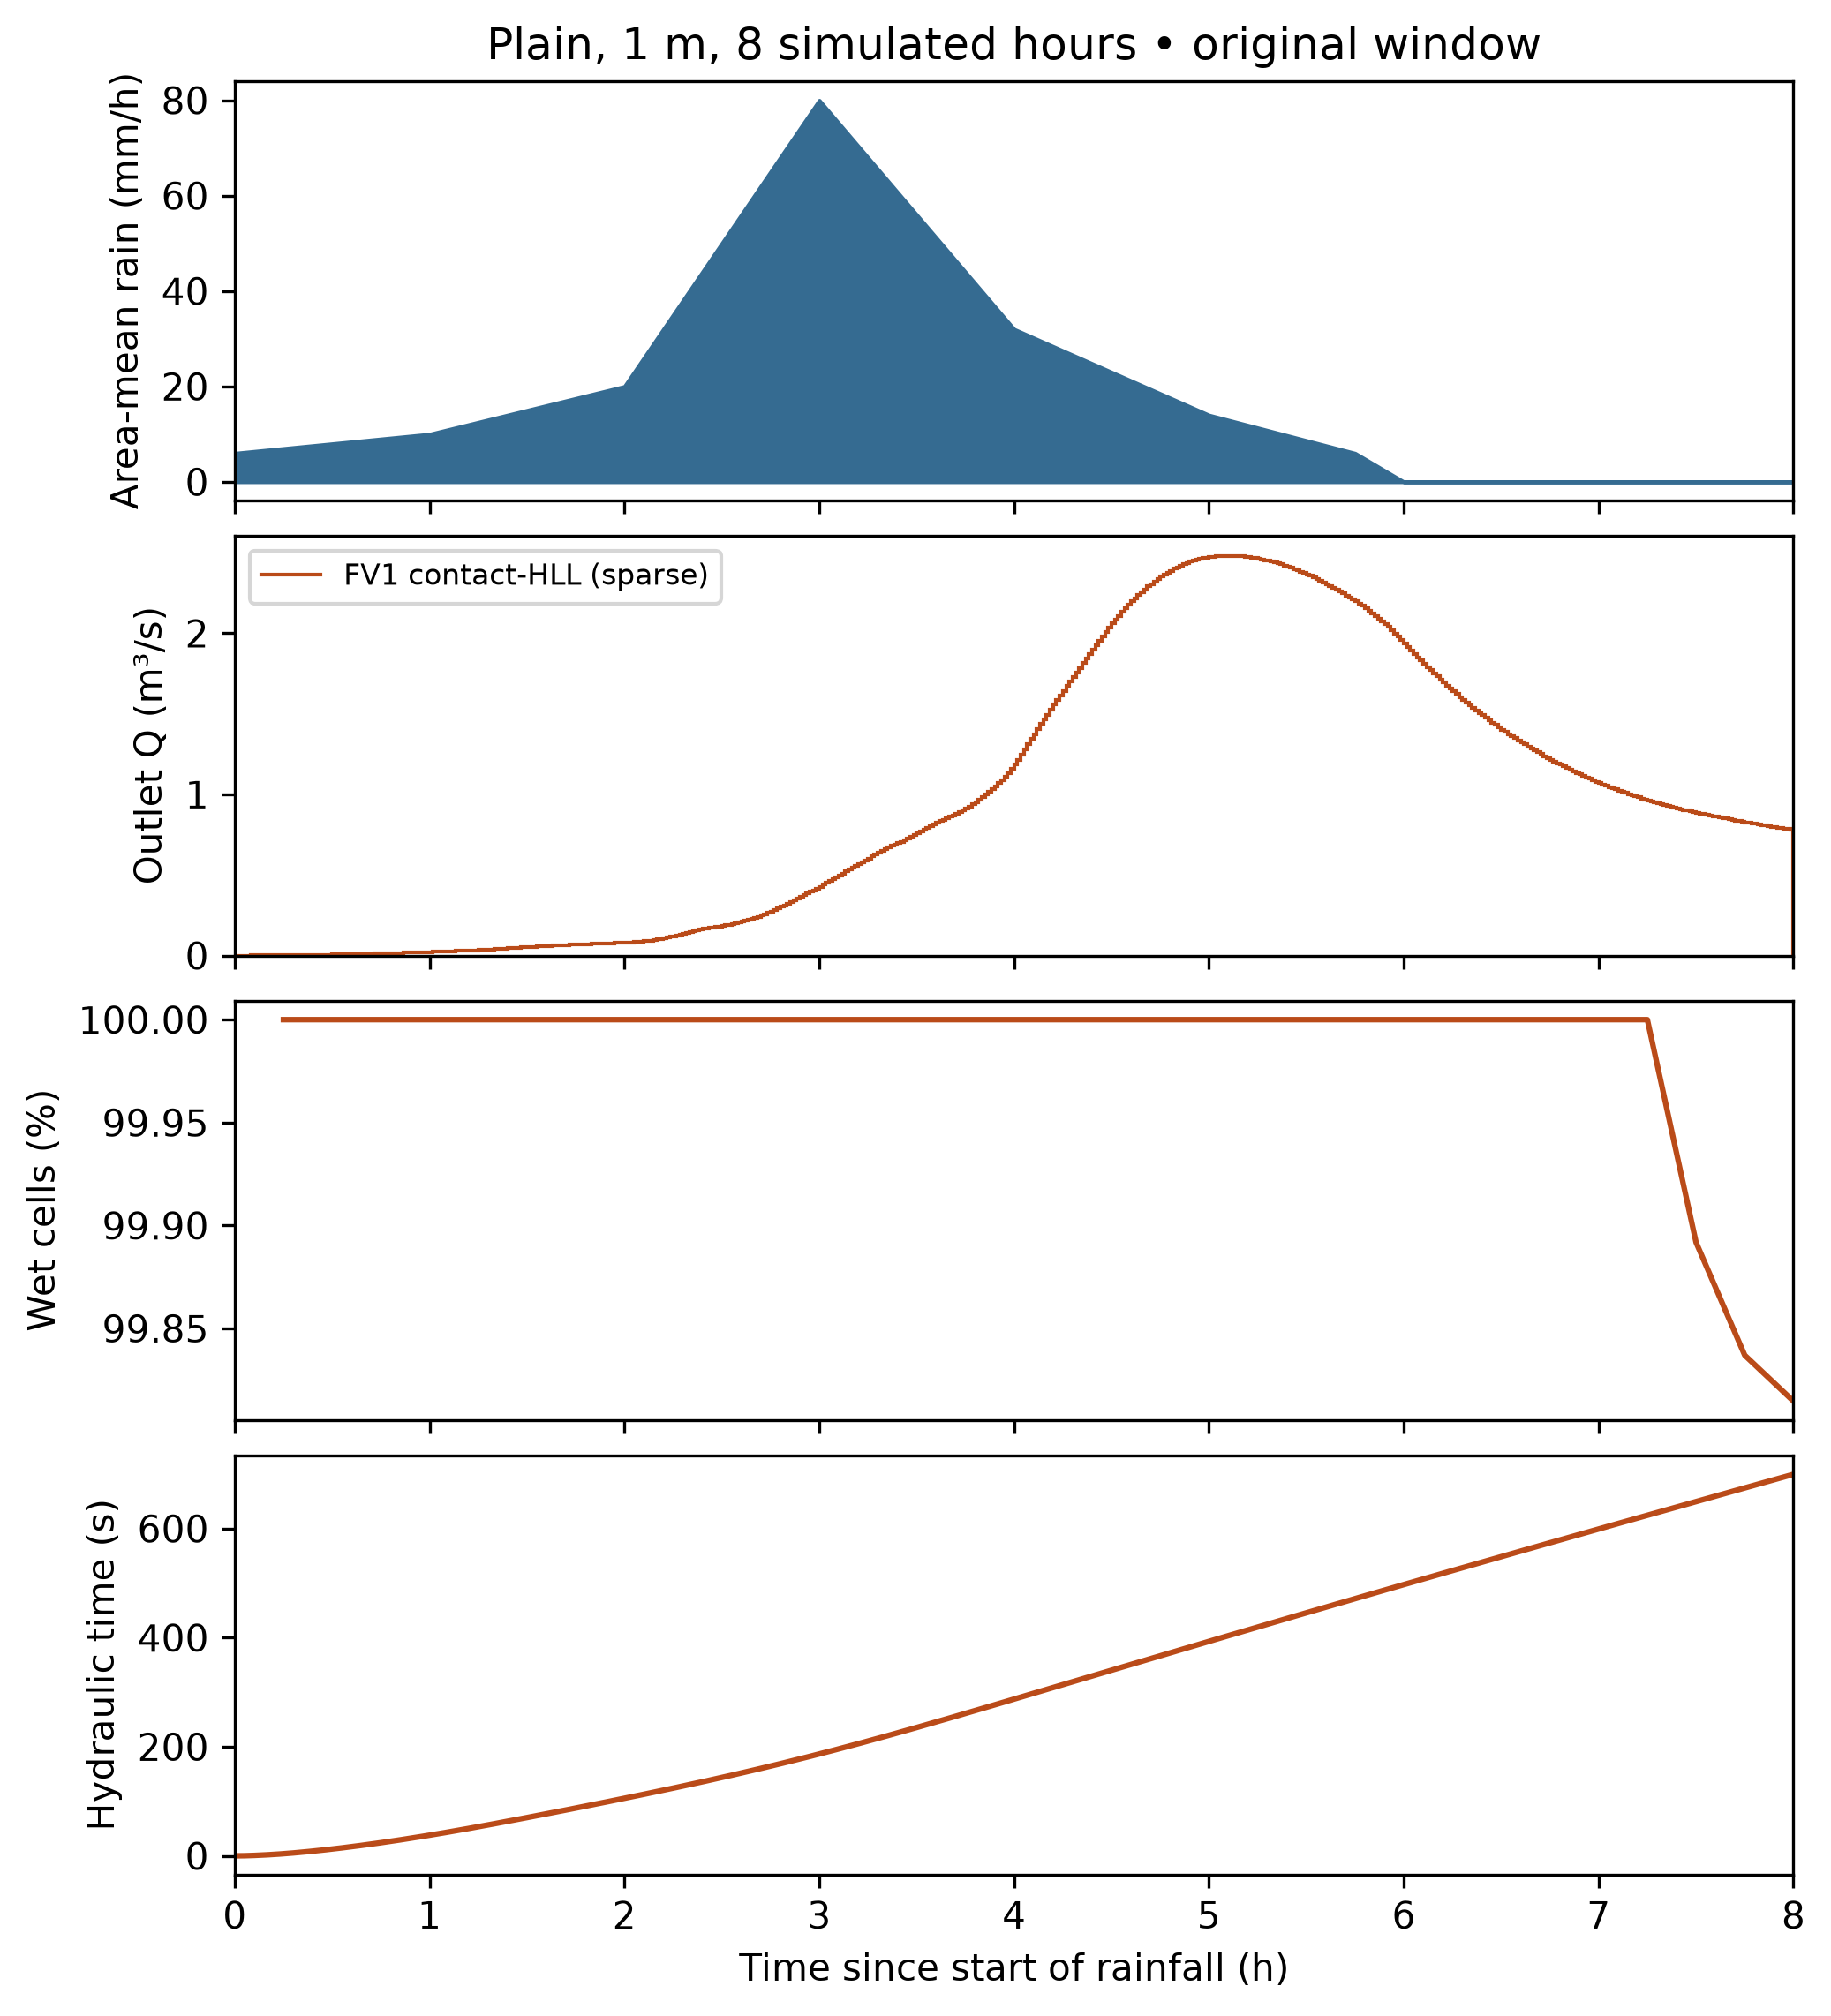 Plain, 1 m, 8 simulated hours • original window
Area-mean rain (mm/h)
80
60
40
20
0
Outlet Q (m³/s)
FV1 contact-HLL (sparse)
2
1
0
Wet cells (%)
100.00
99.95
99.90
99.85
Hydraulic time (s)
600
400
200
0
0 1 2 3 4 5 6 7 8
Time since start of rainfall (h)